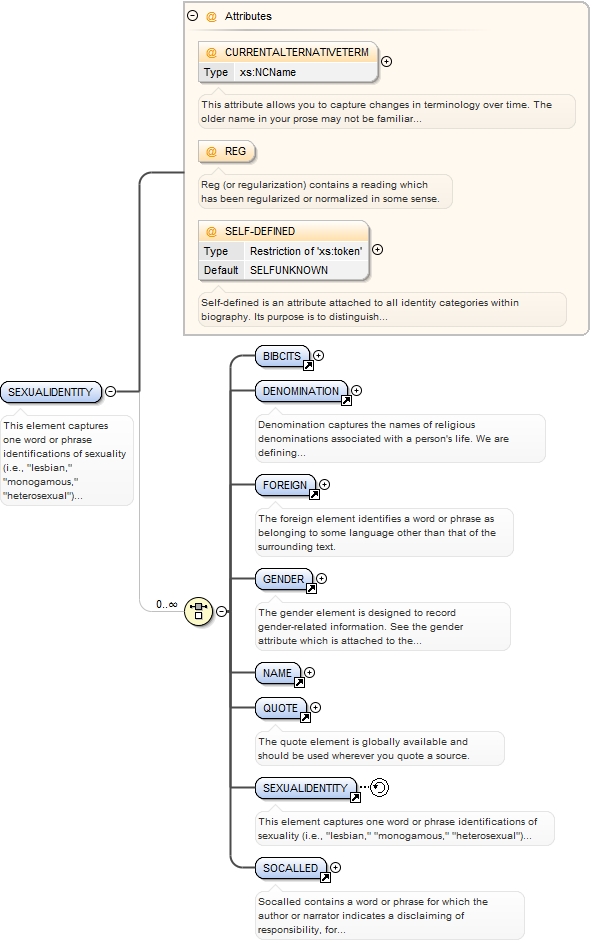 @ Attributes
@ CURRENTALTERNATIVETERM
Type xs:NCName
This attribute allows you to capture changes in terminology over time. The
older name in your prose may not be familiar...
@ REG
Reg (or regularization) contains a reading which
has been regularized or normalized in some sense.
@ SELF-DEFINED
Type Restriction of 'xs:token'
Default SELFUNKNOWN
Self-defined is an attribute attached to all identity categories within
biography. Its purpose is to distinguish...
SEXUALIDENTITY
This element captures
one word or phrase
identifications of sexuality
(i.e., "lesbian,"
"monogamous,"
"heterosexual")...
0..∞
BIBCITS
DENOMINATION
Denomination captures the names of religious
denominations associated with a person's life. We are
defining...
FOREIGN
The foreign element identifies a word or phrase as
belonging to some language other than that of the
surrounding text.
GENDER
The gender element is designed to record
gender-related information. See the gender
attribute which is attached to the...
NAME
QUOTE
The quote element is globally available and
should be used wherever you quote a source.
SEXUALIDENTITY
This element captures one word or phrase identifications of
sexuality (i.e., "lesbian," "monogamous," "heterosexual")...
SOCALLED
Socalled contains a word or phrase for which the
author or narrator indicates a disclaiming of
responsibility, for...